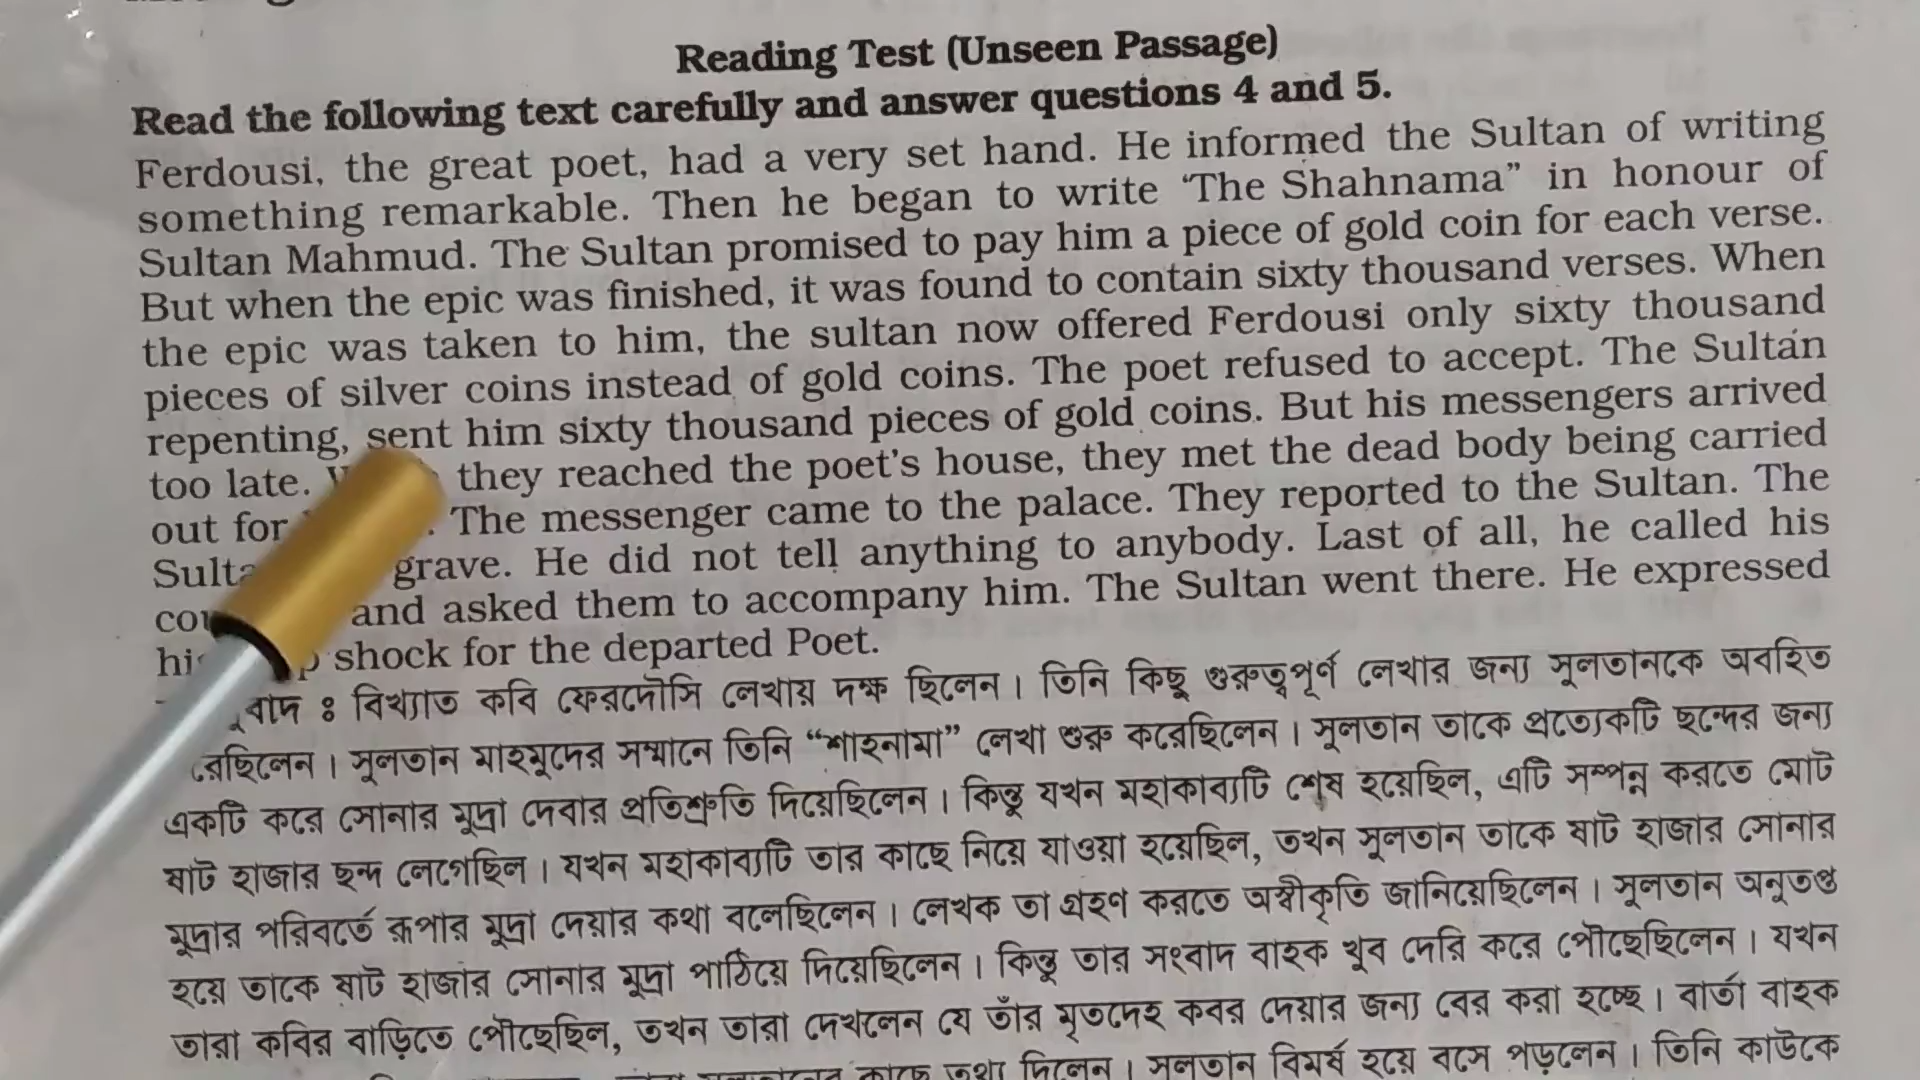 Reading Test (Unseen Passage)
Read the following text carefully and answer questions 4 and 5.
Ferdousi, the great poet, had a very set hand. He informed the Sultan of writing
something remarkable. Then he began to write ‘The Shahnama” in honour of
Sultan Mahmud. The Sultan promised to pay him a piece of gold coin for each verse.
But when the epic was finished, it was found to contain sixty thousand verses. When
the epic was taken to him, the sultan now offered Ferdousi only sixty thousand
pieces of silver coins instead of gold coins. The poet refused to accept. The Sultan
repenting, sent him sixty thousand pieces of gold coins. But his messengers arrived
too late. they reached the poet's house, they met the dead body being carried
out for . The messenger came to the palace. They reported to the Sultan. The
grave. He did not tell anything to anybody. Last of all, he called his
and asked them to accompany him. The Sultan went there. He expressed
shock for the departed Poet.
ঃ বিখ্যাত কবি ফেরদৌসি লেখায় দক্ষ ছিলেন। তিনি কিছু গুরুত্বপূর্ণ লেখার জন্য সুলতানকে অবহিত
সুলতান মাহমুদের সম্মানে তিনি “শাহনামা” লেখা শুরু করেছিলেন। সুলতান তাকে প্রত্যেকটি ছন্দের জন্য
একটি করে সোনার মুদ্রা দেবার প্রতিশ্রুতি দিয়েছিলেন। কিন্তু যখন মহাকাব্যটি শেষ হয়েছিল, এটি সম্পন্ন করতে মোট
ষাট হাজার ছন্দ লেগেছিল। যখন মহাকাব্যটি তার কাছে নিয়ে যাওয়া হয়েছিল, তখন সুলতান তাকে ষাট হাজার সোনার
মুদ্রার পরিবর্তে রূপার মুদ্রা দেয়ার কথা বলেছিলেন। লেখক তা গ্রহণ করতে অস্বীকৃতি জানিয়েছিলেন। সুলতান অনুতপ্ত
হয়ে তাকে ষাট হাজার সোনার মুদ্রা পাঠিয়ে দিয়েছিলেন। কিন্তু তার সংবাদ বাহক খুব দেরি করে পৌছেছিলেন। যখন
তারা কবির বাড়িতে পৌছেছিল, তখন তারা দেখলেন যে তাঁর মৃতদেহ কবর দেয়ার জন্য বের করা হচ্ছে। বার্তা বাহক
কাছে তথ্য দিলেন। সুলতান বিমর্ষ হয়ে বসে পড়লেন। তিনি কাউকে